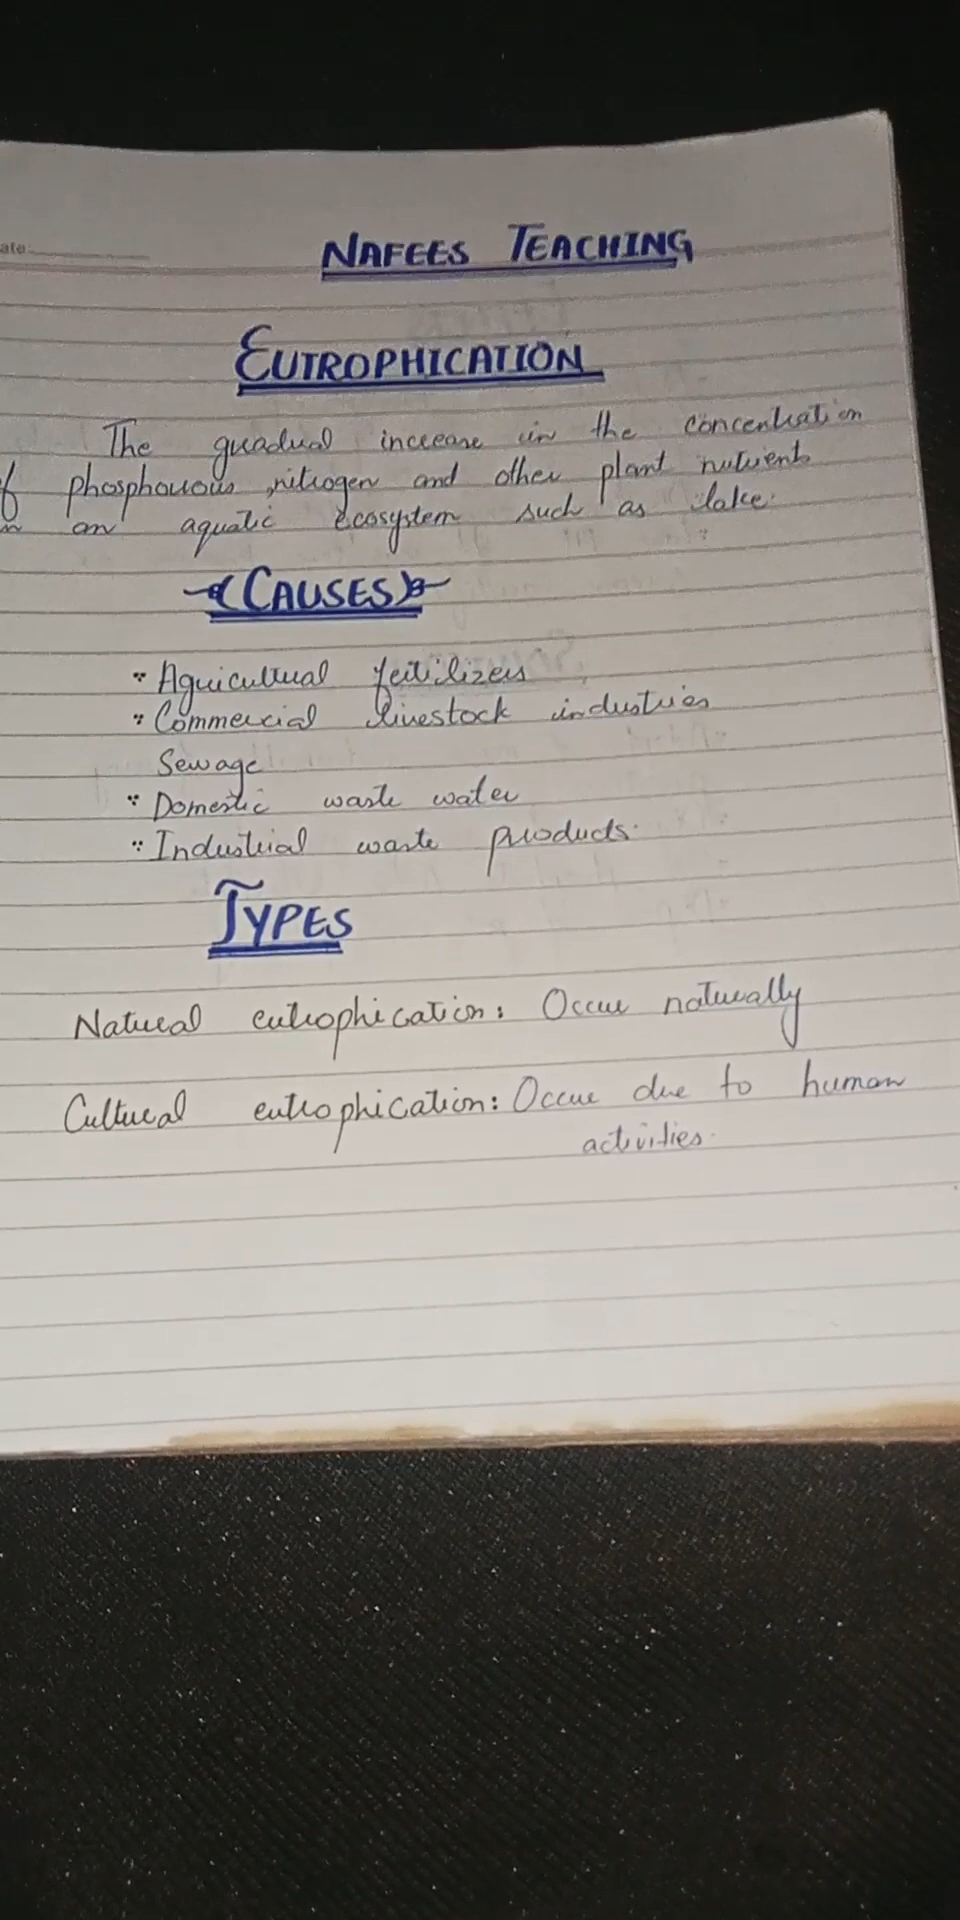 ate:
NAFEES TEACHING
EUTROPHICATION
The gradual increase in the concentration
of phosphorous, nitrogen and other plant nutrients
in an aquatic ecosystem such as lake.
CAUSES
Agricultural fertilizers
Commercial livestock industries
Sewage
Domestic waste water
Industrial waste products.
TYPES
Natural eutrophication: Occur naturally
Cultural eutrophication: Occur due to human
activities.